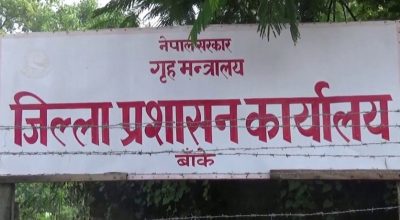 नेपाल सरकार
गृह मन्त्रालय
जिल्ला प्रशासन कार्यालय
बाँके